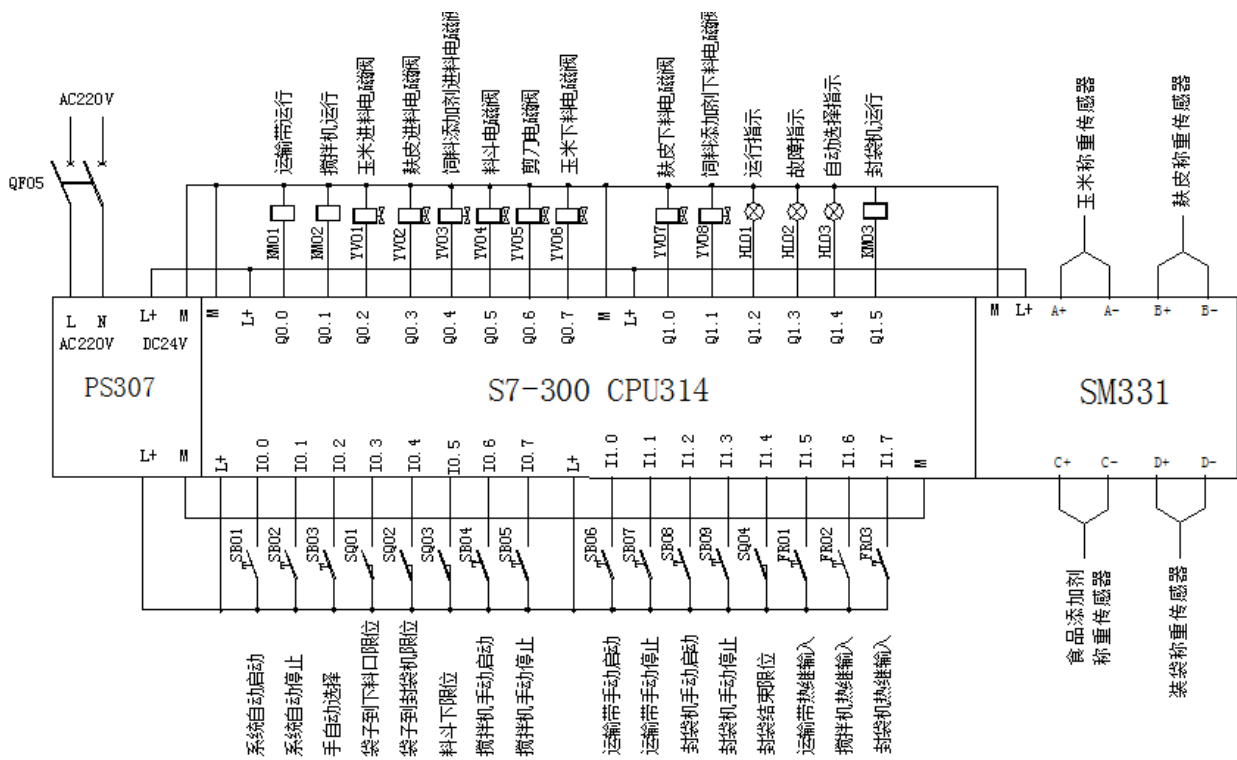 AC220V
QF05
运输带运行
搅拌机运行
玉米进料电磁阀
麸皮进料电磁阀
饲料添加剂进料电磁阀
料斗电磁阀
剪刀电磁阀
玉米下料电磁阀
麸皮下料电磁阀
饲料添加剂下料电磁阀
运行指示
故障指示
自动选择指示
封袋机运行
玉米称重传感器
麸皮称重传感器
KM01
KM02
YV01
YV02
YV03
YV04
YV05
YV06
YV07
YV08
HL01
HL02
HL03
KM03
L N L+ M
AC220V DC24V
PS307
L+ M
M L+ Q0.0 Q0.1 Q0.2 Q0.3 Q0.4 Q0.5 Q0.6 Q0.7 M L+ Q1.0 Q1.1 Q1.2 Q1.3 Q1.4 Q1.5
S7-300 CPU314
L+ I0.0 I0.1 I0.2 I0.3 I0.4 I0.5 I0.6 I0.7 L+ I1.0 I1.1 I1.2 I1.3 I1.4 I1.5 I1.6 I1.7 M
M L+ A+ A- B+ B-
SM331
C+ C- D+ D-
SB01
SB02
SB03
SQ01
SQ02
SQ03
SB04
SB05
SB06
SB07
SB08
SB09
SQ04
FR01
FR02
FR03
系统自动启动
系统自动停止
手自动选择
袋子到下料口限位
袋子到封袋机限位
料斗下限位
搅拌机手动启动
搅拌机手动停止
运输带手动启动
运输带手动停止
封袋机手动启动
封袋机手动停止
封袋结束限位
运输带热继输入
搅拌机热继输入
封袋机热继输入
食品添加剂
称重传感器
装袋称重传感器